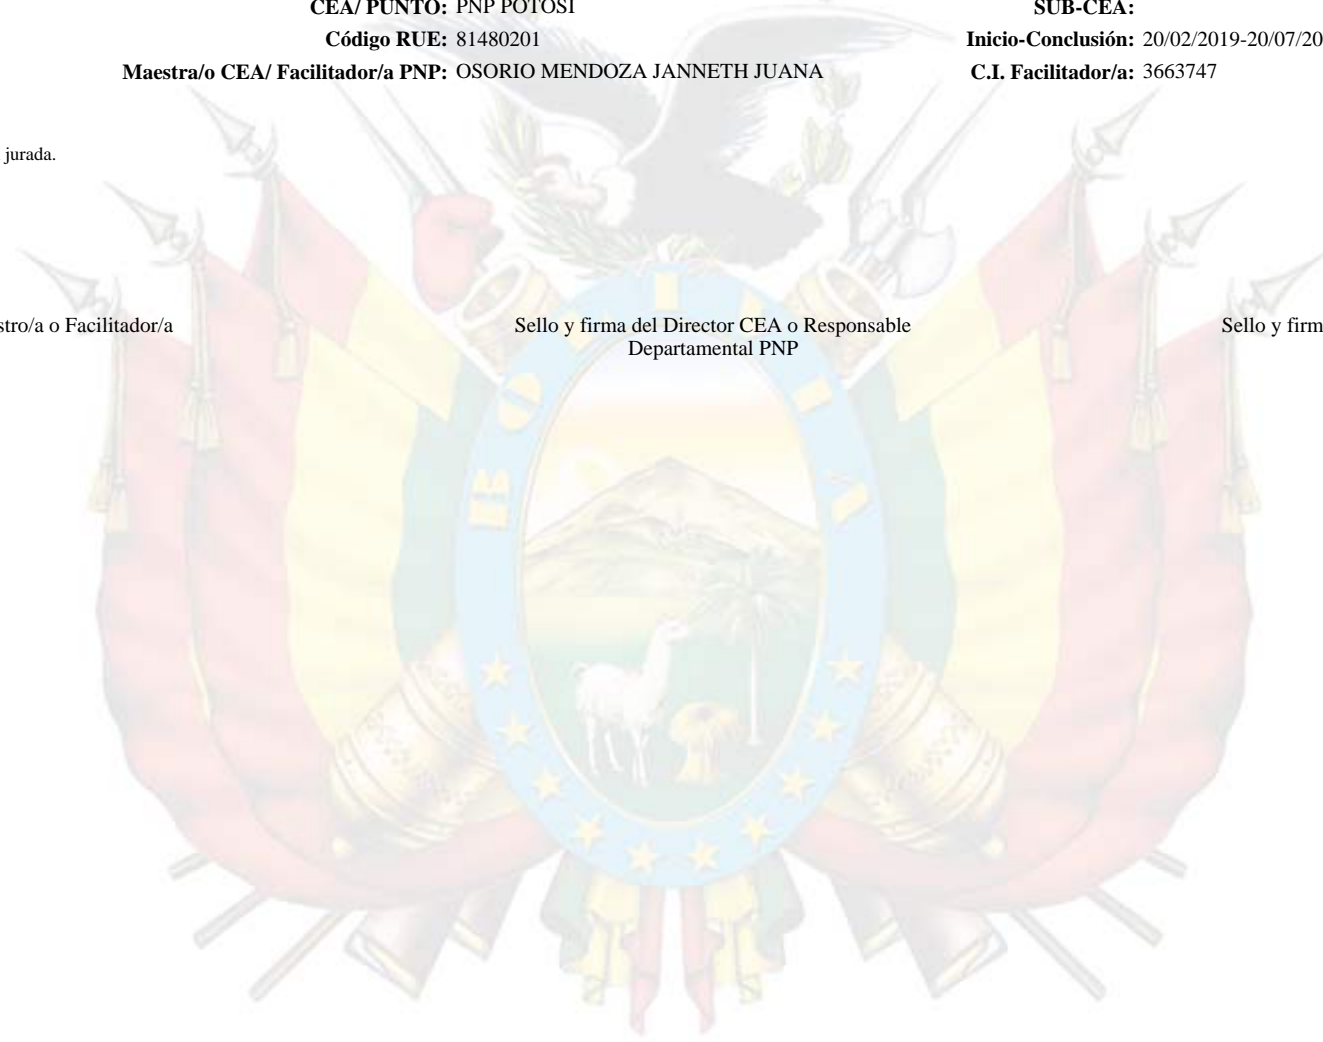 CEA/ PUNTO: PNP POTOSI SUB-CEA:
Código RUE: 81480201 Inicio-Conclusión: 20/02/2019-20/07/20
Maestra/o CEA/ Facilitador/a PNP: OSORIO MENDOZA JANNETH JUANA C.I. Facilitador/a: 3663747
jurada.
stro/a o Facilitador/a Sello y firma del Director CEA o Responsable Sello y firm
Departamental PNP
BOLIVIA